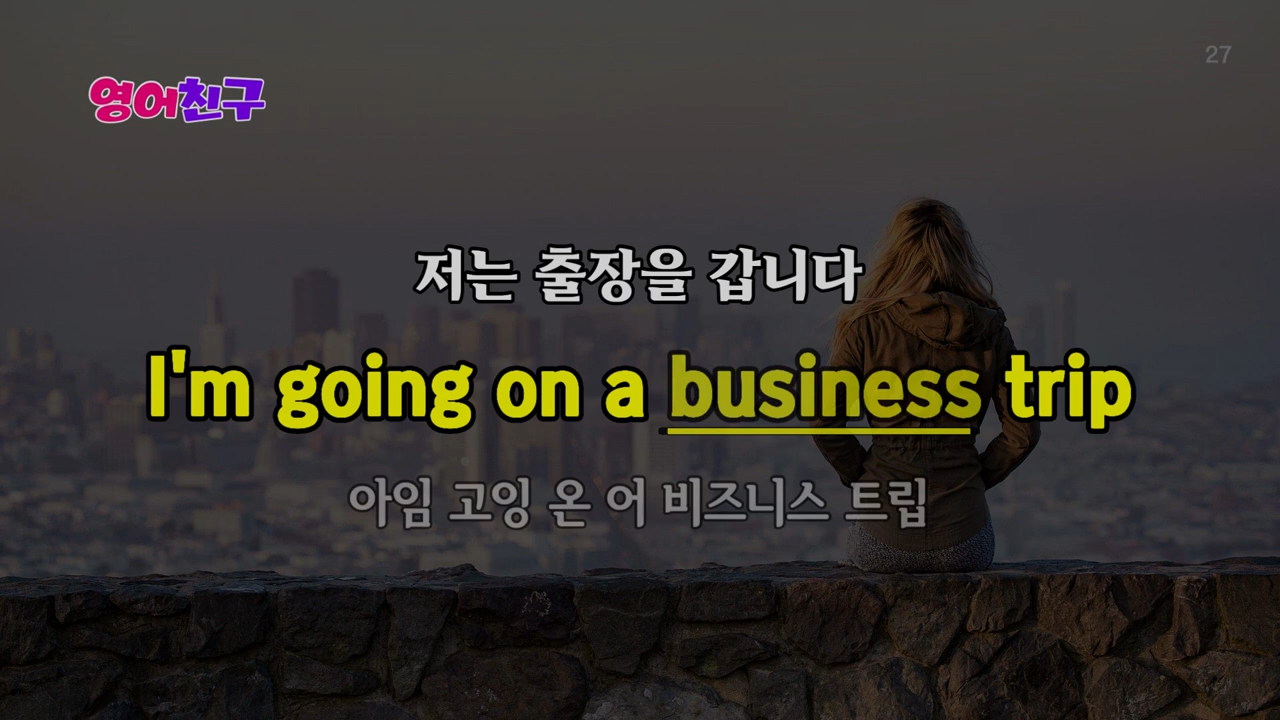 27
영어친구
저는 출장을 갑니다
I'm going on a business trip
아임 고잉 온 어 비즈니스 트립